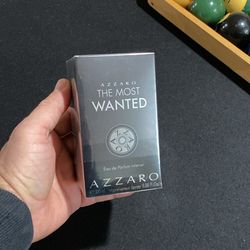 AZZARO
THE MOST
WANTED
Eau de Parfum Intense
AZZARO